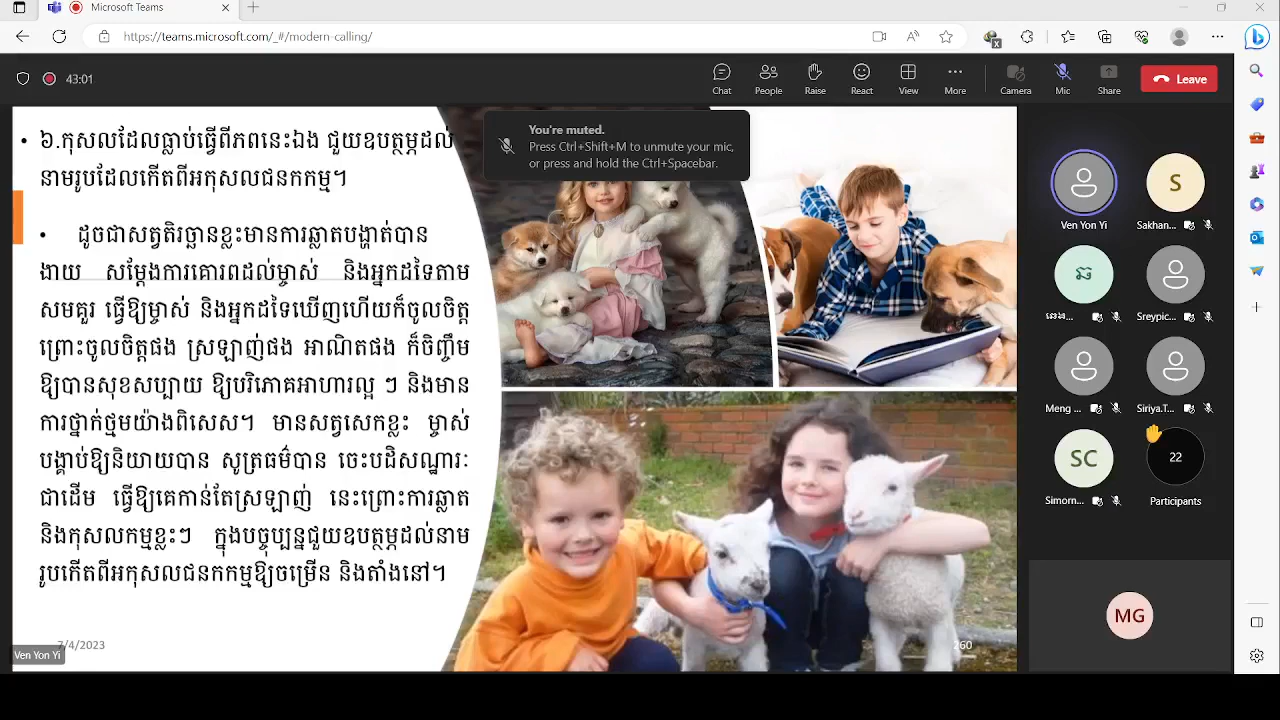 Microsoft Teams
https://teams.microsoft.com/_#/modern-calling/
43:01
Chat
People
Raise
React
View
More
Camera
Mic
Share
Leave
You're muted.
Press Ctrl+Shift+M to unmute your mic,
or press and hold the Ctrl+Spacebar.
• ៦.កុសលដែលធ្លាប់ធ្វើពីភពនេះឯង ជួយឧបត្ថម្ភដល់
នាមរូបដែលកើតពីអកុសលជនកកម្ម។
• ដូចជាសត្វតិរច្ឆានខ្លះមានការឆ្លាតបង្ហាត់បាន
ងាយ សម្ដែងការគោរពដល់ម្ចាស់ និងអ្នកដទៃតាម
សមគួរ ធ្វើឱ្យម្ចាស់ និងអ្នកដទៃឃើញហើយក៏ចូលចិត្ត
ព្រោះចូលចិត្តផង ស្រឡាញ់ផង អាណិតផង ក៏ចិញ្ចឹម
ឱ្យបានសុខសប្បាយ ឱ្យបរិភោគអាហារល្អ ៗ និងមាន
ការថ្នាក់ថ្នមយ៉ាងពិសេស។ មានសត្វសេកខ្លះ ម្ចាស់
បង្គាប់ឱ្យនិយាយបាន សូត្រធម៌បាន ចេះបដិសណ្ឋារៈ
ជាដើម ធ្វើឱ្យគេកាន់តែស្រឡាញ់ នេះព្រោះការឆ្លាត
និងកុសលកម្មខ្លះៗ ក្នុងបច្ចុប្បន្នជួយឧបត្ថម្ភដល់នាម
រូបកើតពីអកុសលជនកកម្មឱ្យចម្រើន និងតាំងនៅ។
7/4/2023
260
Ven Yon Yi
Ven Yon Yi
S
Sakhan...
ឆ
Sreypic...
Meng ...
Siriya.T...
SC
Simorn...
22
Participants
MG